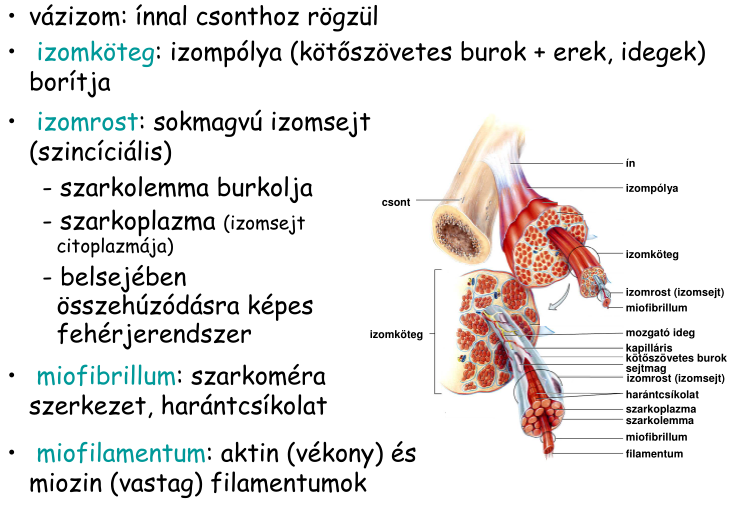 • vázizom: ínnal csonthoz rögzül
• izomköteg: izompólya (kötőszövetes burok + erek, idegek)
borítja
• izomrost: sokmagvú izomsejt
(szincíciális)
- szarkolemma burkolja
- szarkoplazma (izomsejt
citoplazmája)
- belsejében
összehúzódásra képes
fehérjerendszer
• miofibrillum: szarkoméra
szerkezet, harántcsíkolat
• miofilamentum: aktin (vékony) és
miozin (vastag) filamentumok
ín
izompólya
csont
izomköteg
izomrost (izomsejt)
miofibrillum
izomköteg
mozgató ideg
kapilláris
kötöszövetes burok
sejtmag
izomrost (izomsejt)
harántcsíkolat
szarkoplazma
szarkolemma
miofibrillum
filamentum